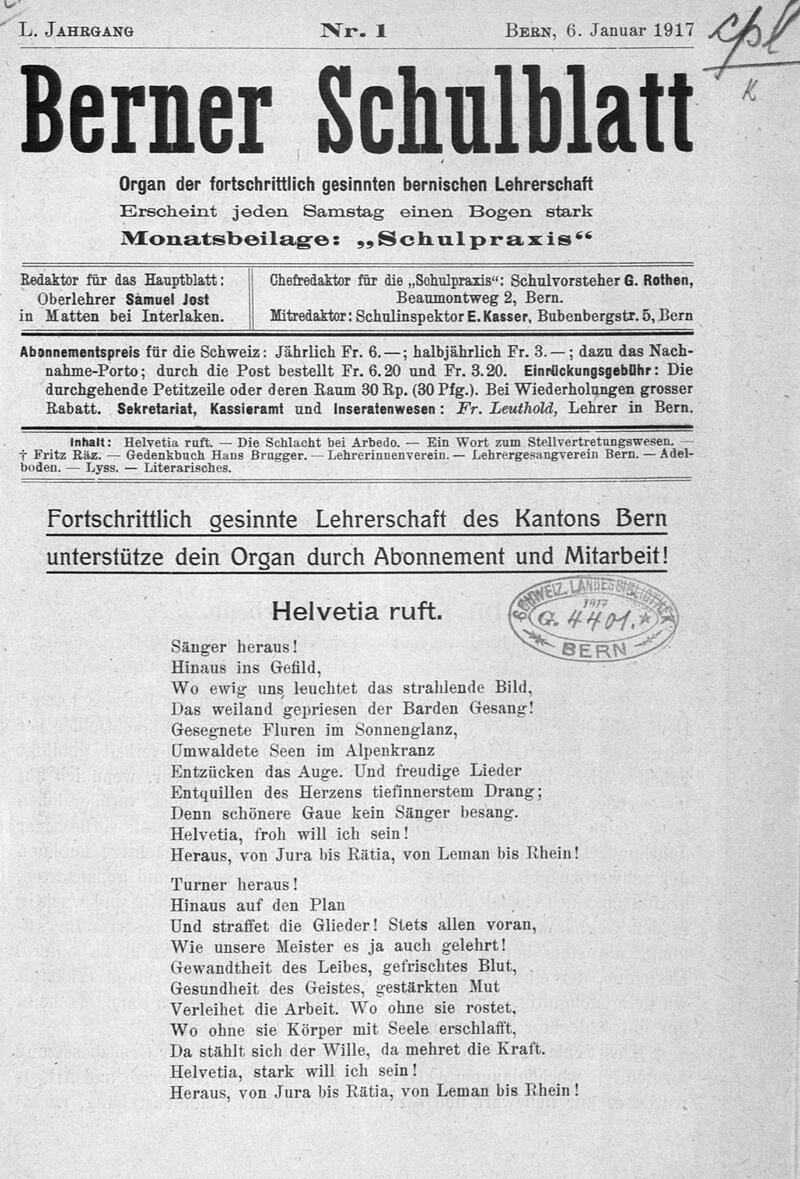 L. JAHRGANG Nr. 1 BERN, 6. Januar 1917
cpl
K
Berner Schulblatt
Organ der fortschrittlich gesinnten bernischen Lehrerschaft
Erscheint jeden Samstag einen Bogen stark
Monatsbeilage: „Schulpraxis“
Redaktor für das Hauptblatt:
Oberlehrer Samuel Jost
in Matten bei Interlaken.
Chefredaktor für die „Schulpraxis“: Schulvorsteher G. Rothen,
Beaumontweg 2, Bern.
Mitredaktor: Schulinspektor E. Kasser, Bubenbergstr. 5, Bern
Abonnementspreis für die Schweiz: Jährlich Fr. 6.—; halbjährlich Fr. 3.—; dazu das Nach-
nahme-Porto; durch die Post bestellt Fr. 6.20 und Fr. 3.20. Einrückungsgebühr: Die
durchgehende Petitzeile oder deren Raum 30 Rp. (30 Pfg.). Bei Wiederholungen grosser
Rabatt. Sekretariat, Kassieramt und Inseratenwesen: Fr. Leuthold, Lehrer in Bern.
Inhalt: Helvetia ruft. — Die Schlacht bei Arbedo. — Ein Wort zum Stellvertretungswesen. —
† Fritz Räz. — Gedenkbuch Hans Brugger. — Lehrerinnenverein. — Lehrergesangverein Bern. — Adel-
boden. — Lyss. — Literarisches.
Fortschrittlich gesinnte Lehrerschaft des Kantons Bern
unterstütze dein Organ durch Abonnement und Mitarbeit!
Helvetia ruft.
SCHWEIZ. LANDESBIBLIOTHEK
1917
G. 4401.
BERN
Sänger heraus!
Hinaus ins Gefild,
Wo ewig uns leuchtet das strahlende Bild,
Das weiland gepriesen der Barden Gesang!
Gesegnete Fluren im Sonnenglanz,
Umwaldete Seen im Alpenkranz
Entzücken das Auge. Und freudige Lieder
Entquillen des Herzens tiefinnerstem Drang;
Denn schönere Gaue kein Sänger besang.
Helvetia, froh will ich sein!
Heraus, von Jura bis Rätia, von Leman bis Rhein!
Turner heraus!
Hinaus auf den Plan
Und straffet die Glieder! Stets allen voran,
Wie unsere Meister es ja auch gelehrt!
Gewandtheit des Leibes, gefrischtes Blut,
Gesundheit des Geistes, gestärkten Mut
Verleihet die Arbeit. Wo ohne sie rostet,
Wo ohne sie Körper mit Seele erschlafft,
Da stählt sich der Wille, da mehret die Kraft.
Helvetia, stark will ich sein!
Heraus, von Jura bis Rätia, von Leman bis Rhein!